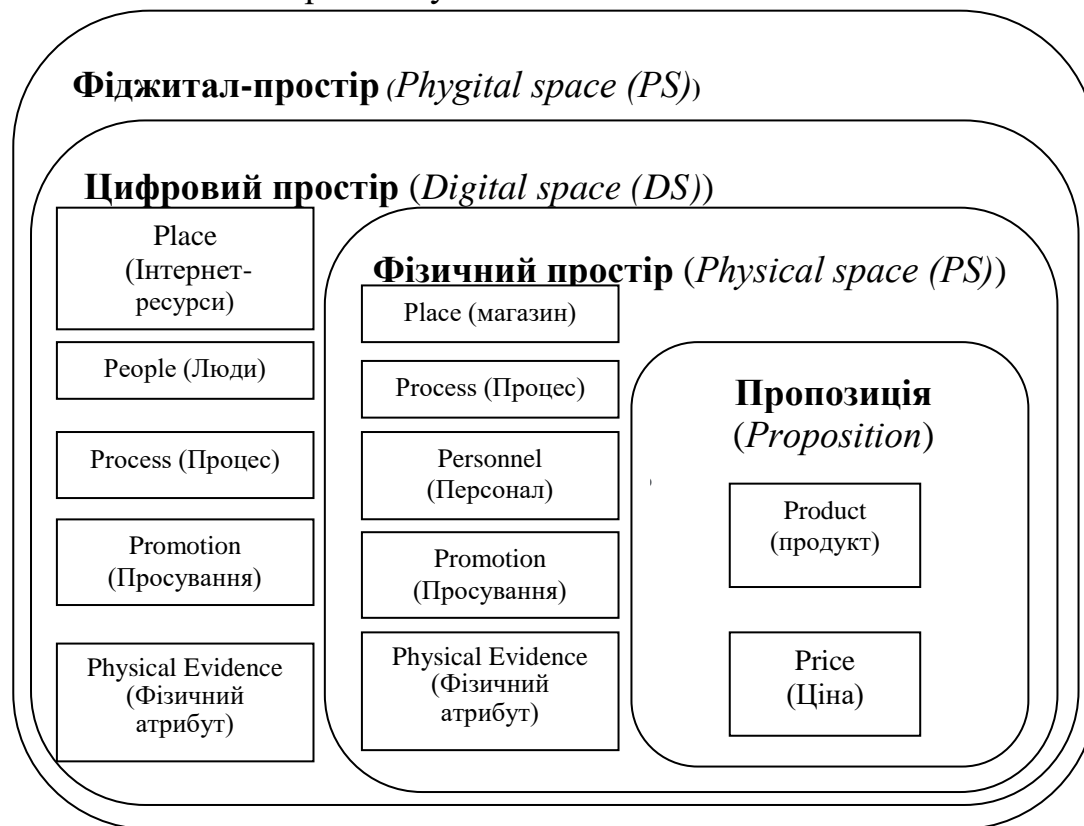 Фіджитал-простір (Phygital space (PS))
Цифровий простір (Digital space (DS))
Place
(Інтернет-
ресурси)
People (Люди)
Process (Процес)
Promotion
(Просування)
Physical Evidence
(Фізичний
атрибут)
Фізичний простір (Physical space (PS))
Place (магазин)
Process (Процес)
Personnel
(Персонал)
Promotion
(Просування)
Physical Evidence
(Фізичний
атрибут)
Пропозиція
(Proposition)
Product
(продукт)
Price
(Ціна)